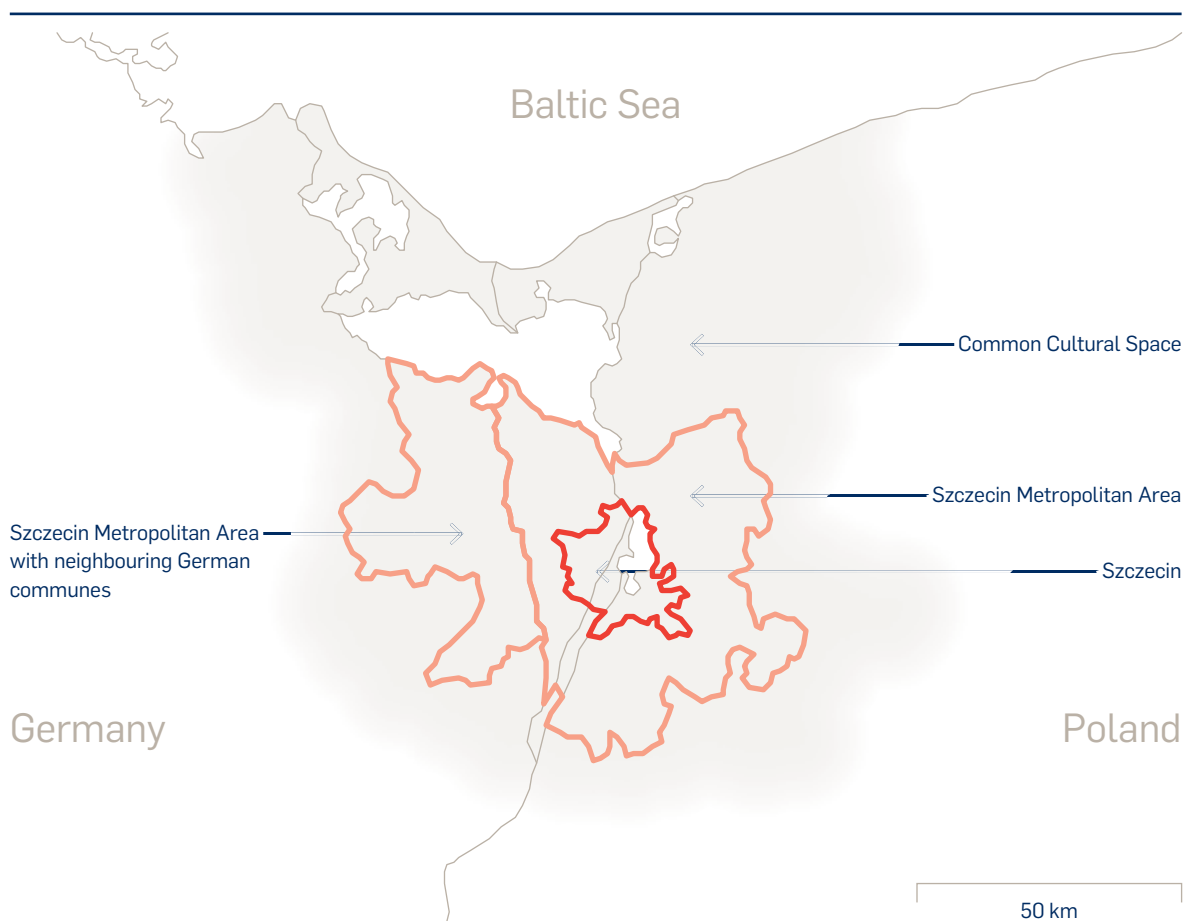 Baltic Sea
Common Cultural Space
Szczecin Metropolitan Area
Szczecin Metropolitan Area
with neighbouring German
communes
Szczecin
Germany
Poland
50 km